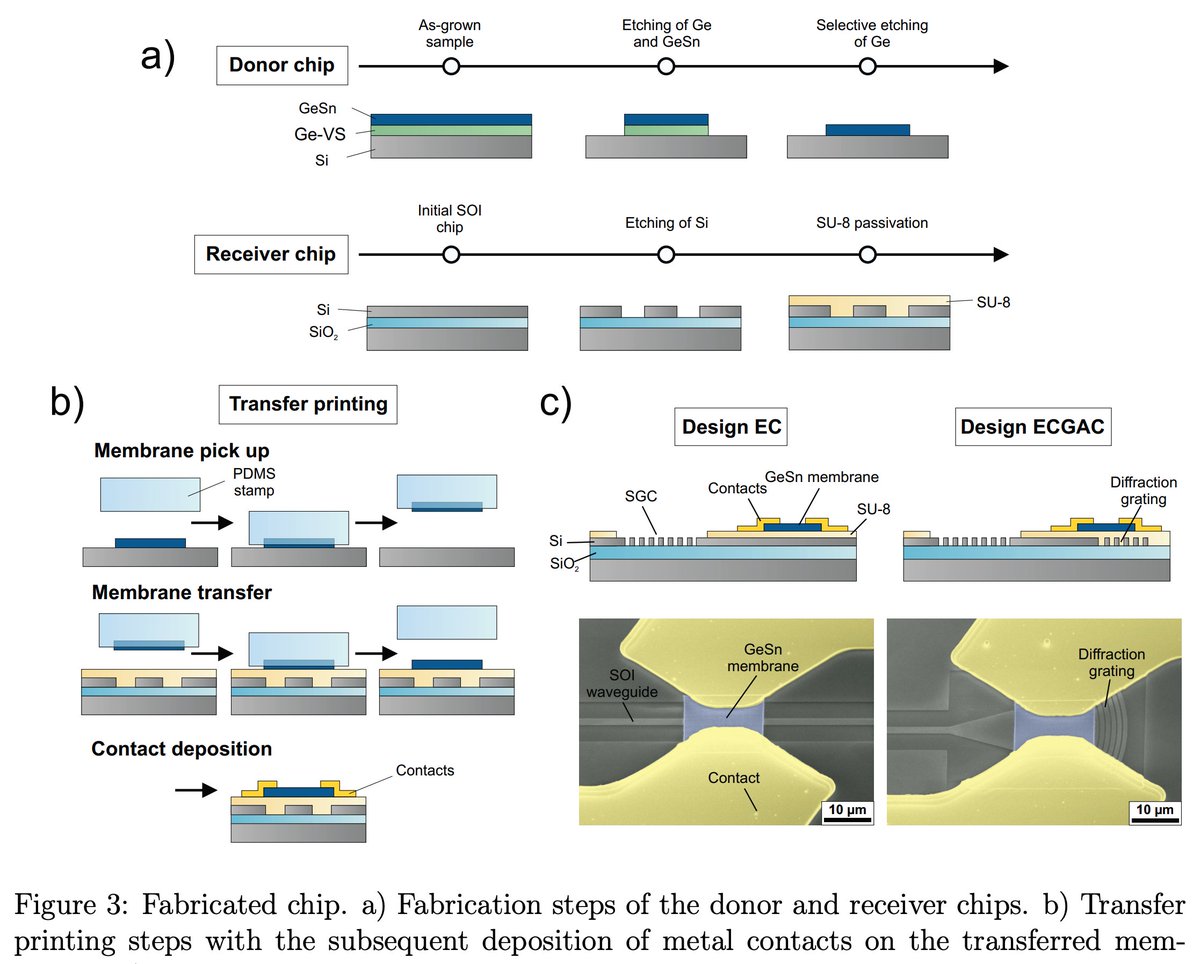 a)
Donor chip
As-grown
sample
Etching of Ge
and GeSn
Selective etching
of Ge
GeSn
Ge-VS
Si
Receiver chip
Initial SOI
chip
Etching of Si
SU-8 passivation
Si
SiO₂
SU-8
b)
Transfer printing
Membrane pick up
PDMS
stamp
Membrane transfer
Contact deposition
Contacts
c)
Design EC
Design ECGAC
SGC
Contacts
GeSn membrane
SU-8
Si
SiO₂
Diffraction
grating
SOI
waveguide
GeSn
membrane
Contact
10 µm
Diffraction
grating
10 µm
Figure 3: Fabricated chip. a) Fabrication steps of the donor and receiver chips. b) Transfer
printing steps with the subsequent deposition of metal contacts on the transferred mem-